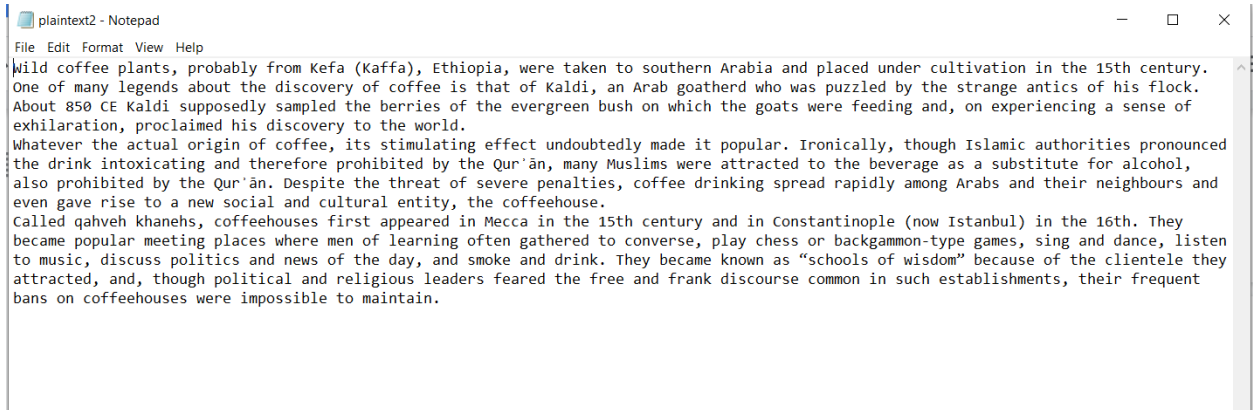 plaintext2 - Notepad
File Edit Format View Help
Wild coffee plants, probably from Kefa (Kaffa), Ethiopia, were taken to southern Arabia and placed under cultivation in the 15th century.
One of many legends about the discovery of coffee is that of Kaldi, an Arab goatherd who was puzzled by the strange antics of his flock.
About 850 CE Kaldi supposedly sampled the berries of the evergreen bush on which the goats were feeding and, on experiencing a sense of
exhilaration, proclaimed his discovery to the world.
Whatever the actual origin of coffee, its stimulating effect undoubtedly made it popular. Ironically, though Islamic authorities pronounced
the drink intoxicating and therefore prohibited by the Qurʾān, many Muslims were attracted to the beverage as a substitute for alcohol,
also prohibited by the Qurʾān. Despite the threat of severe penalties, coffee drinking spread rapidly among Arabs and their neighbours and
even gave rise to a new social and cultural entity, the coffeehouse.
Called qahveh khanehs, coffeehouses first appeared in Mecca in the 15th century and in Constantinople (now Istanbul) in the 16th. They
became popular meeting places where men of learning often gathered to converse, play chess or backgammon-type games, sing and dance, listen
to music, discuss politics and news of the day, and smoke and drink. They became known as “schools of wisdom” because of the clientele they
attracted, and, though political and religious leaders feared the free and frank discourse common in such establishments, their frequent
bans on coffeehouses were impossible to maintain.